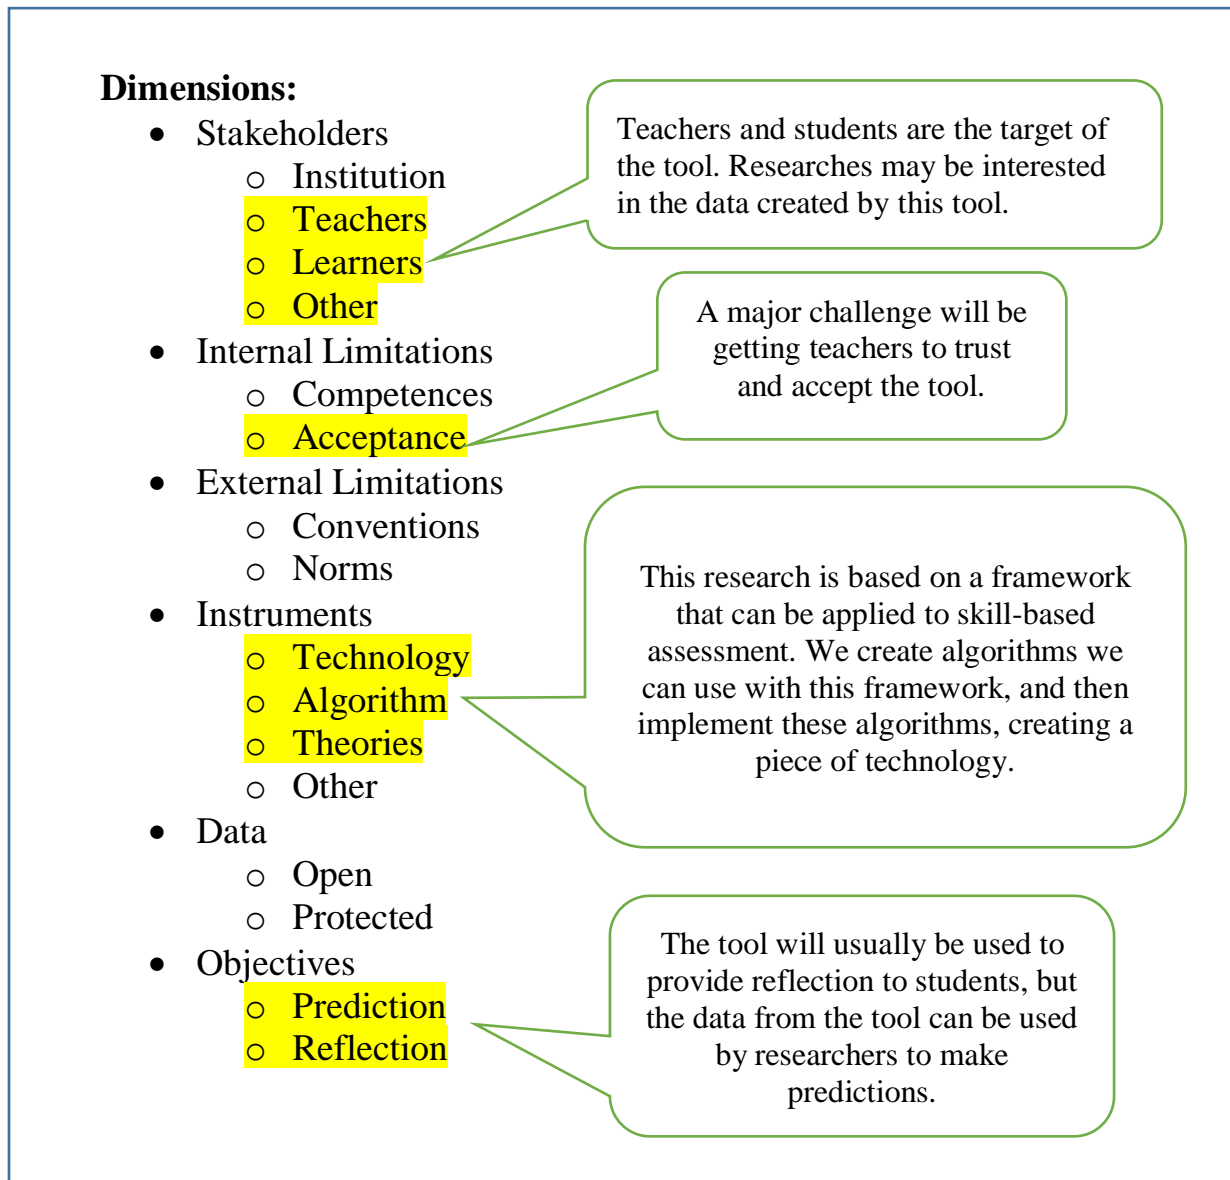 Dimensions:
• Stakeholders
o Institution
o Teachers
o Learners
o Other
• Internal Limitations
o Competences
o Acceptance
• External Limitations
o Conventions
o Norms
• Instruments
o Technology
o Algorithm
o Theories
o Other
• Data
o Open
o Protected
• Objectives
o Prediction
o Reflection
Teachers and students are the target of
the tool. Researches may be interested
in the data created by this tool.
A major challenge will be
getting teachers to trust
and accept the tool.
This research is based on a framework
that can be applied to skill-based
assessment. We create algorithms we
can use with this framework, and then
implement these algorithms, creating a
piece of technology.
The tool will usually be used to
provide reflection to students, but
the data from the tool can be used
by researchers to make
predictions.